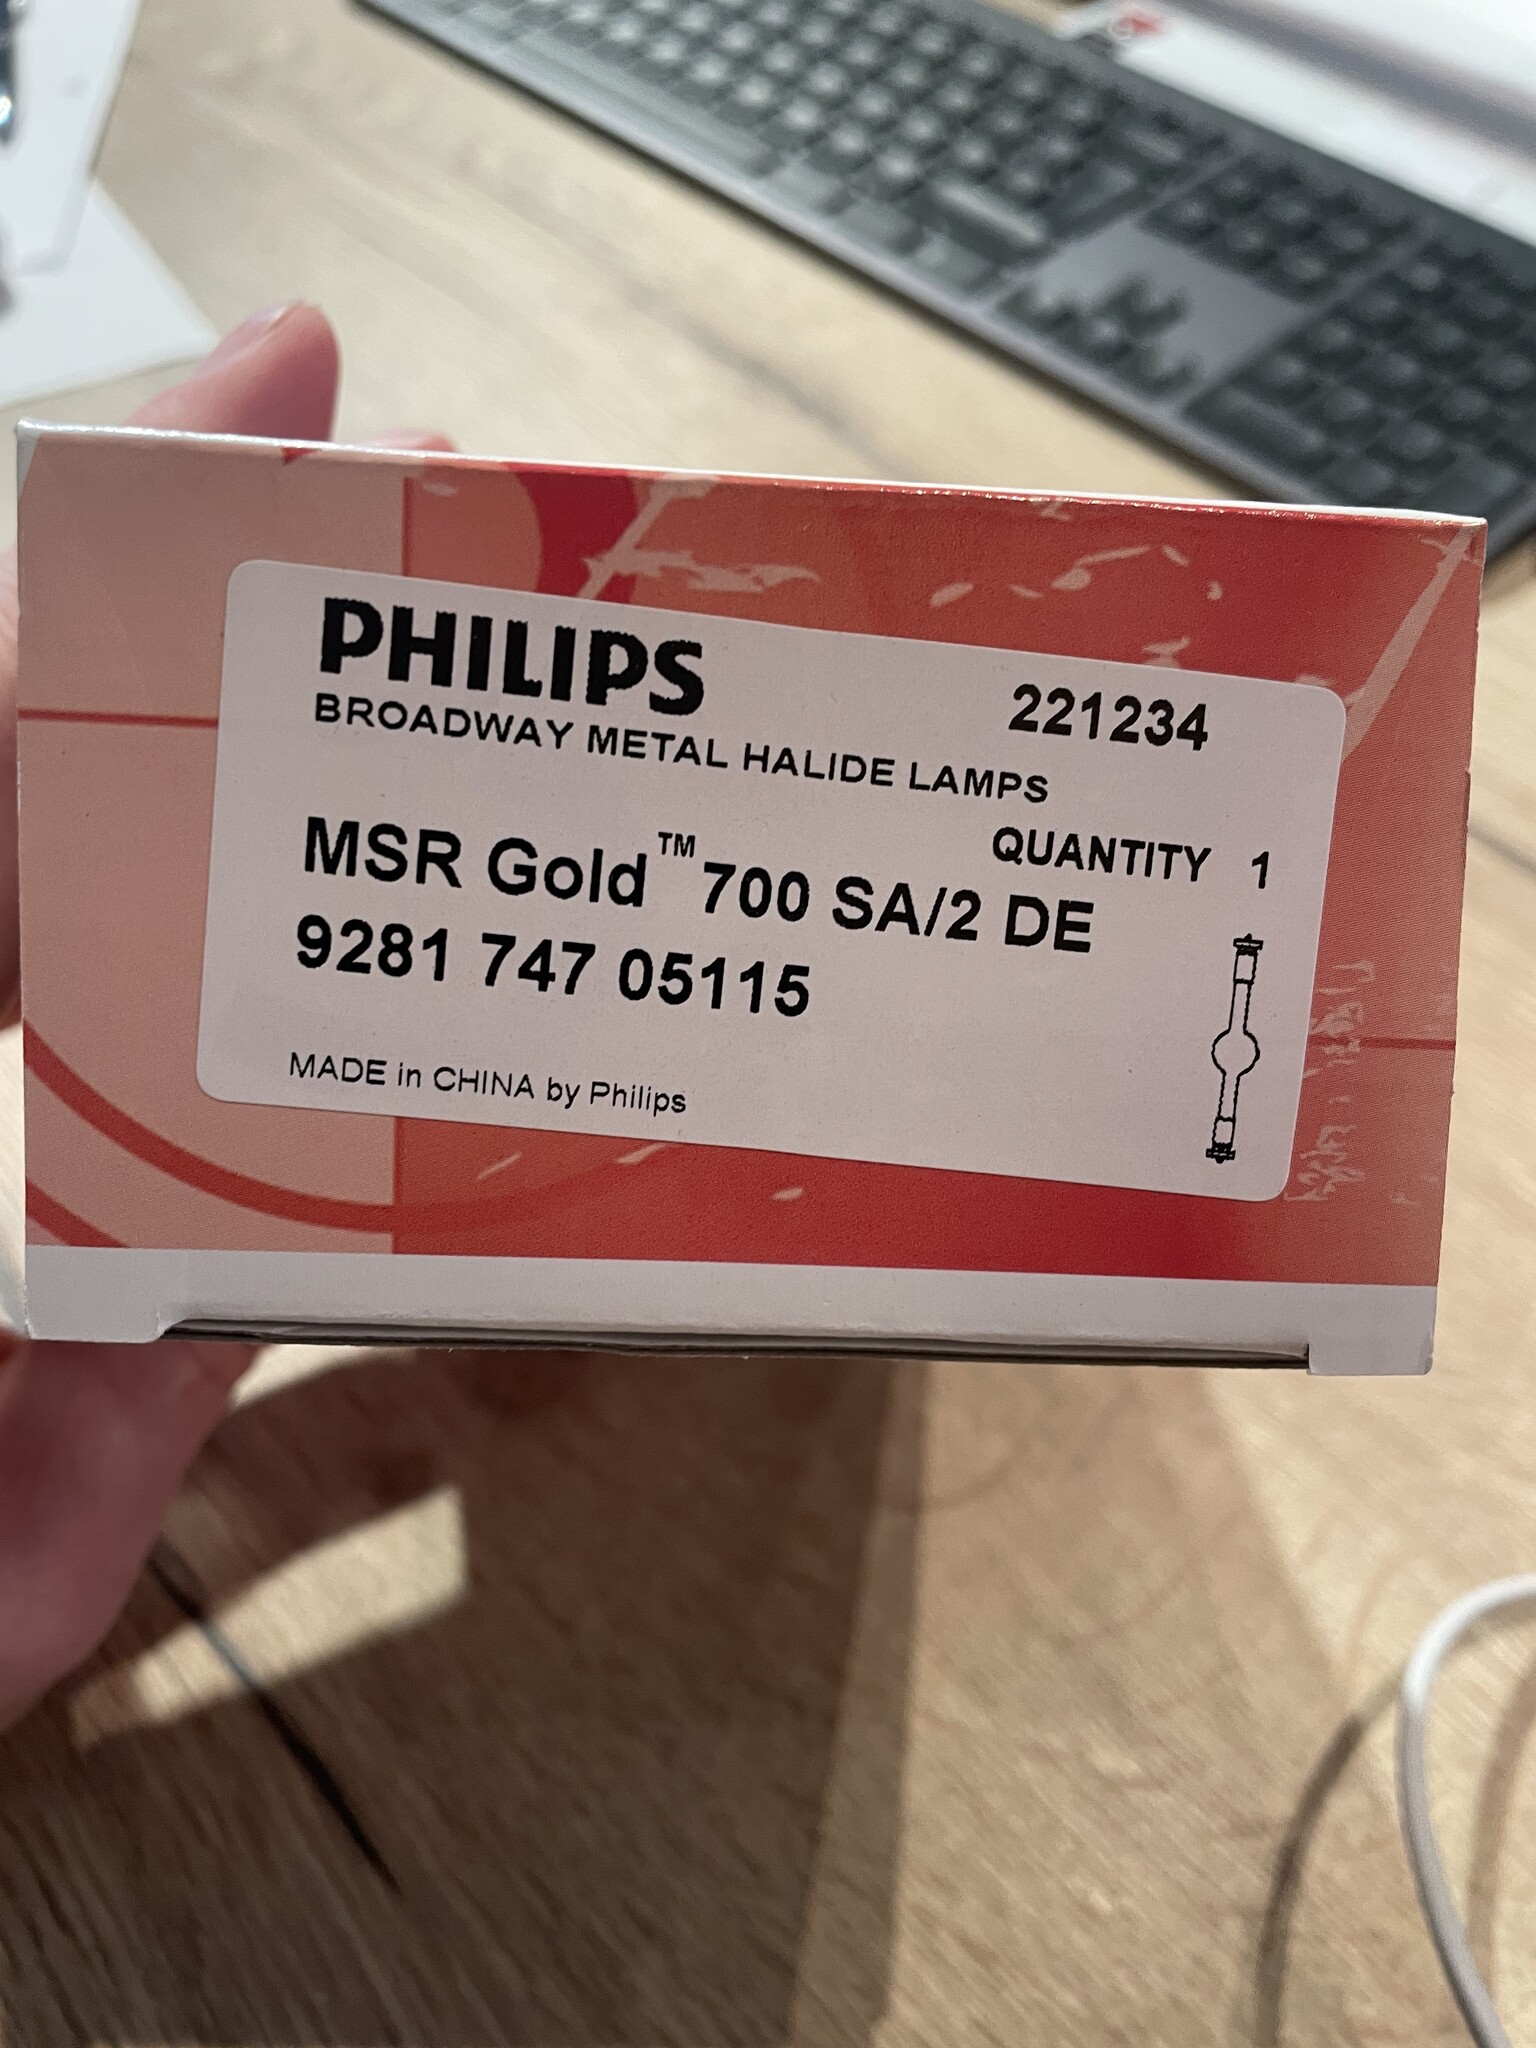 PHILIPS
221234
BROADWAY METAL HALIDE LAMPS
QUANTITY 1
MSR Gold™ 700 SA/2 DE
9281 747 05115
MADE in CHINA by Philips